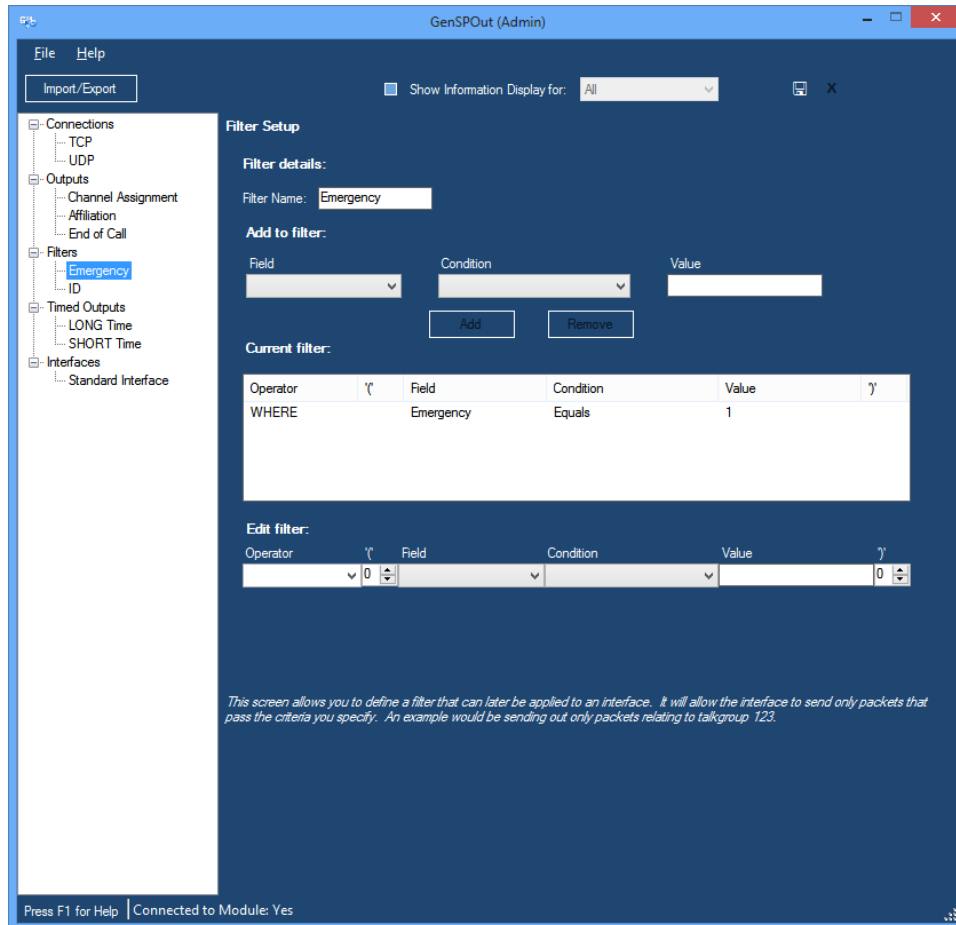 GenSPOut (Admin)
File Help
Import/Export
Show Information Display for: All
X
Connections
TCP
UDP
Outputs
Channel Assignment
Affiliation
End of Call
Filters
Emergency
ID
Timed Outputs
LONG Time
SHORT Time
Interfaces
Standard Interface
Filter Setup
Filter details:
Filter Name: Emergency
Add to filter:
Field Condition Value
Add Remove
Current filter:
Operator '(' Field Condition Value ')'
WHERE Emergency Equals 1
Edit filter:
Operator '(' Field Condition Value ')'
0 0
This screen allows you to define a filter that can later be applied to an interface. It will allow the interface to send only packets that
pass the criteria you specify. An example would be sending out only packets relating to talkgroup 123.
Press F1 for Help Connected to Module: Yes